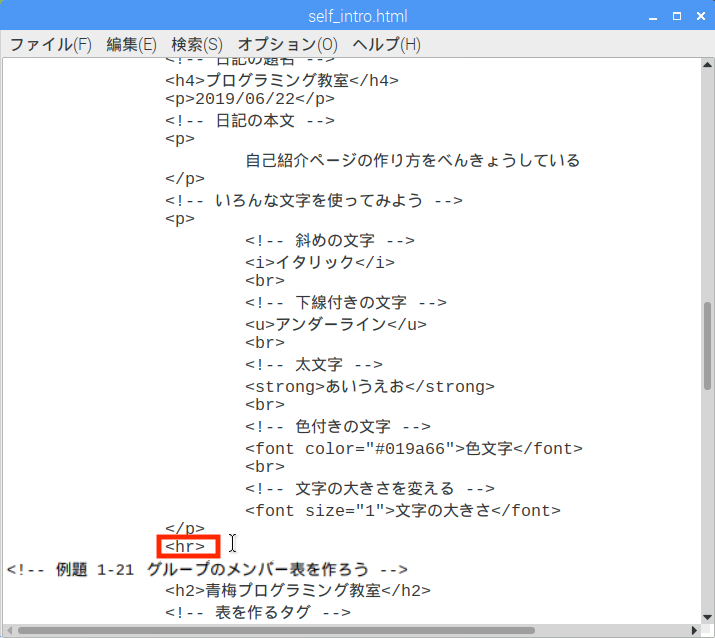 self_intro.html
ファイル(F) 編集(E) 検索(S) オプション(O) ヘルプ(H)
<!-- 日記の題名 -->
<h4>プログラミング教室</h4>
<p>2019/06/22</p>
<!-- 日記の本文 -->
<p>
自己紹介ページの作り方をべんきょうしている
</p>
<!-- いろんな文字を使ってみよう -->
<p>
<!-- 斜めの文字 -->
<i>イタリック</i>
<br>
<!-- 下線付きの文字 -->
<u>アンダーライン</u>
<br>
<!-- 太文字 -->
<strong>あいうえお</strong>
<br>
<!-- 色付きの文字 -->
<font color="#019a66">色文字</font>
<br>
<!-- 文字の大きさを変える -->
<font size="1">文字の大きさ</font>
</p>
<hr>
<!-- 例題 1-21 グループのメンバー表を作ろう -->
<h2>青梅プログラミング教室</h2>
<!-- 表を作るタグ -->